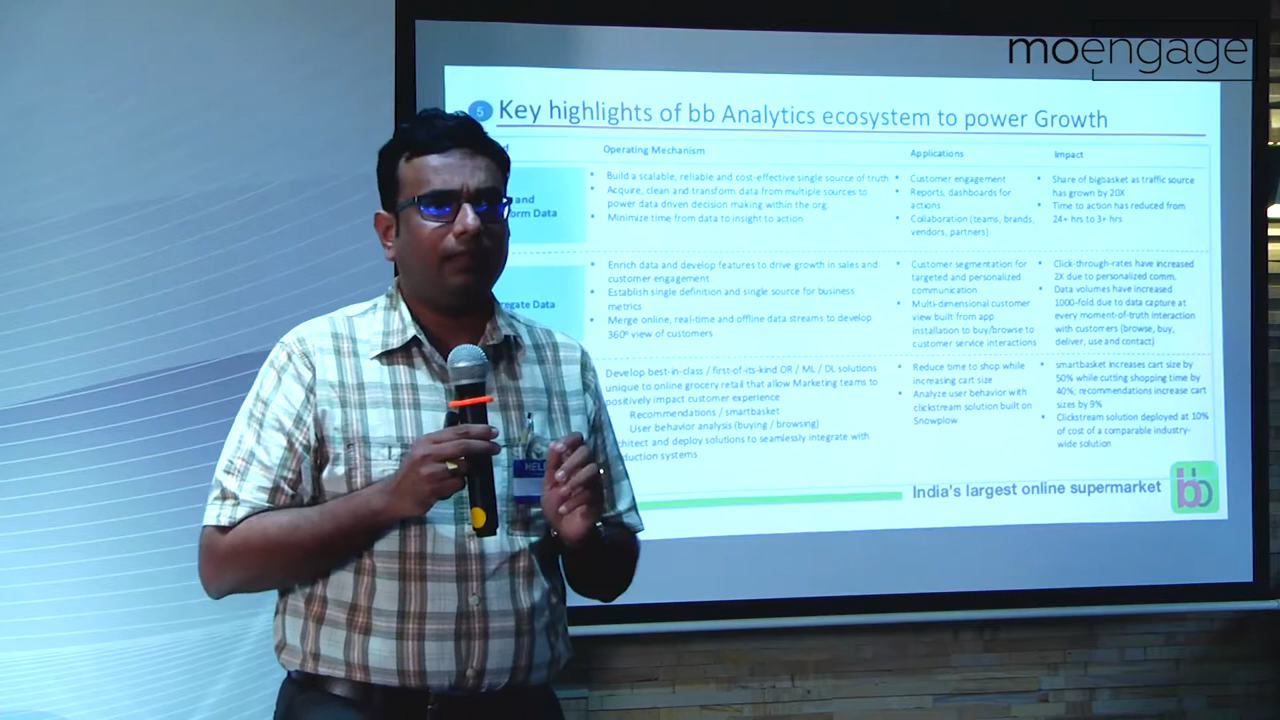 moengage
5 Key highlights of bb Analytics ecosystem to power Growth
Operating Mechanism
Applications
Impact
and
Data
• Build a scalable, reliable and cost-effective single source of truth
• Acquire, clean and transform data from multiple sources to
power data driven decision making within the org.
• Minimize time from data to insight to action
• Customer engagement
• Reports, dashboards for
actions
• Collaboration (teams, brands,
vendors, partners)
• Share of bigbasket as traffic source
has grown by 20X
• Time to action has reduced from
24+ hrs to 3+ hrs
Data
• Enrich data and develop features to drive growth in sales and
customer engagement
• Establish single definition and single source for business
metrics
• Merge online, real-time and offline data streams to develop
360º view of customers
• Customer segmentation for
targeted and personalized
communication
• Multi-dimensional customer
view built from app
installation to buy/browse to
customer service interactions
• Click-through-rates have increased
2X due to personalized comm.
• Data volumes have increased
1000-fold due to data capture at
every moment-of-truth interaction
with customers (browse, buy,
deliver, use and contact)
Develop best-in-class / first-of-its-kind OR / ML / DL solutions
unique to online grocery retail that allow Marketing teams to
positively impact customer experience
Recommendations / smartbasket
User behavior analysis (buying / browsing)
and deploy solutions to seamlessly integrate with
systems
• Reduce time to shop while
increasing cart size
• Analyze user behavior with
clickstream solution built on
Snowplow
• smartbasket increases cart size by
50% while cutting shopping time by
40%; recommendations increase cart
sizes by 9%
• Clickstream solution deployed at 10%
of cost of a comparable industry-
wide solution
India's largest online supermarket
bb